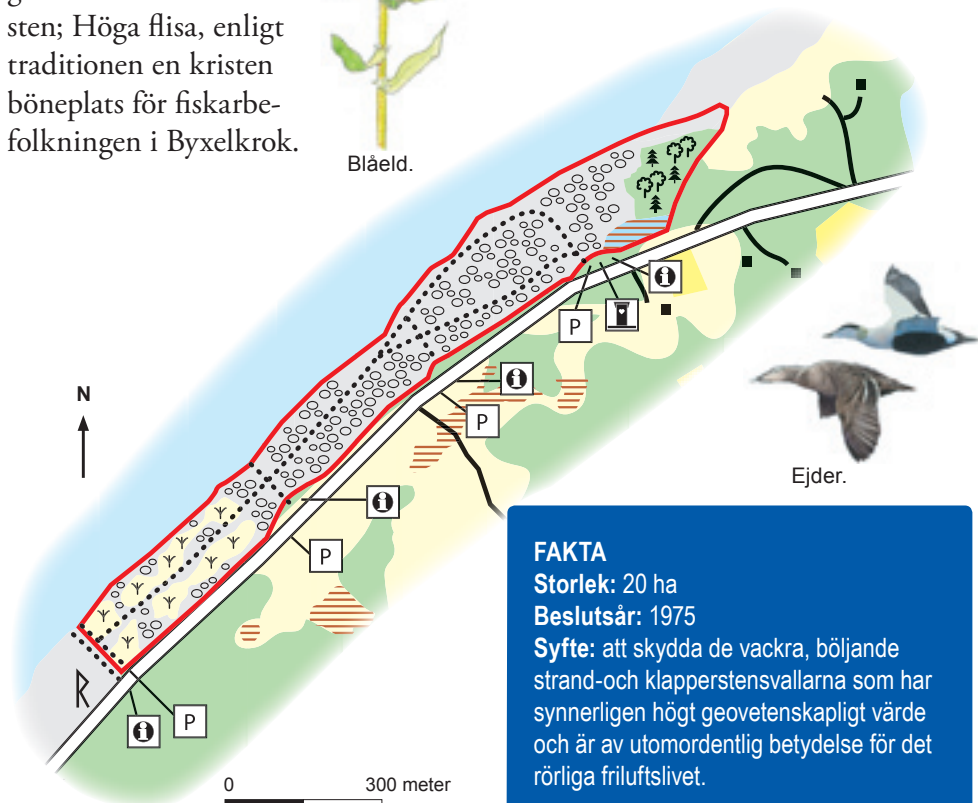 sten; Höga flisa, enligt
traditionen en kristen
böneplats för fiskarbe-
folkningen i Byxelkrok.
Blåeld.
N
P
P
P
P
Ejder.
0 300 meter
FAKTA
Storlek: 20 ha
Beslutsår: 1975
Syfte: att skydda de vackra, böljande
strand-och klapperstensvallarna som har
synnerligen högt geovetenskapligt värde
och är av utomordentlig betydelse för det
rörliga friluftslivet.